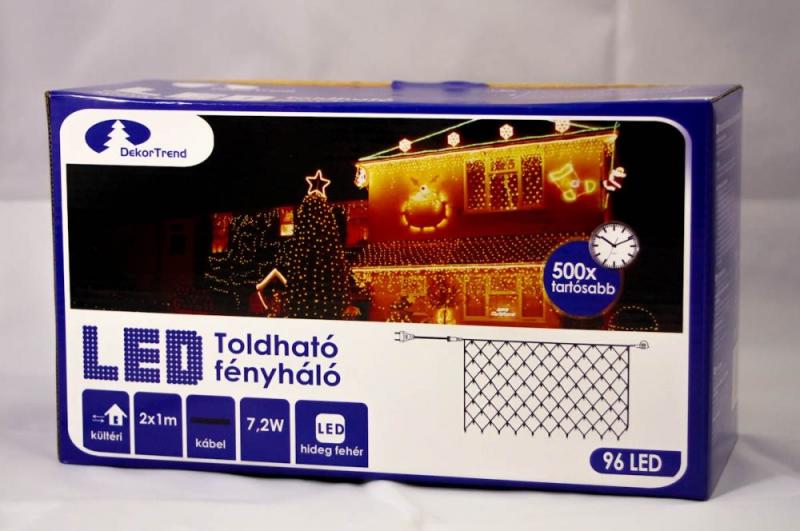 DekorTrend
500x
tartósabb
LED
Toldható
fényháló
kültéri
2x1m
kábel
7,2W
LED
hideg fehér
96 LED